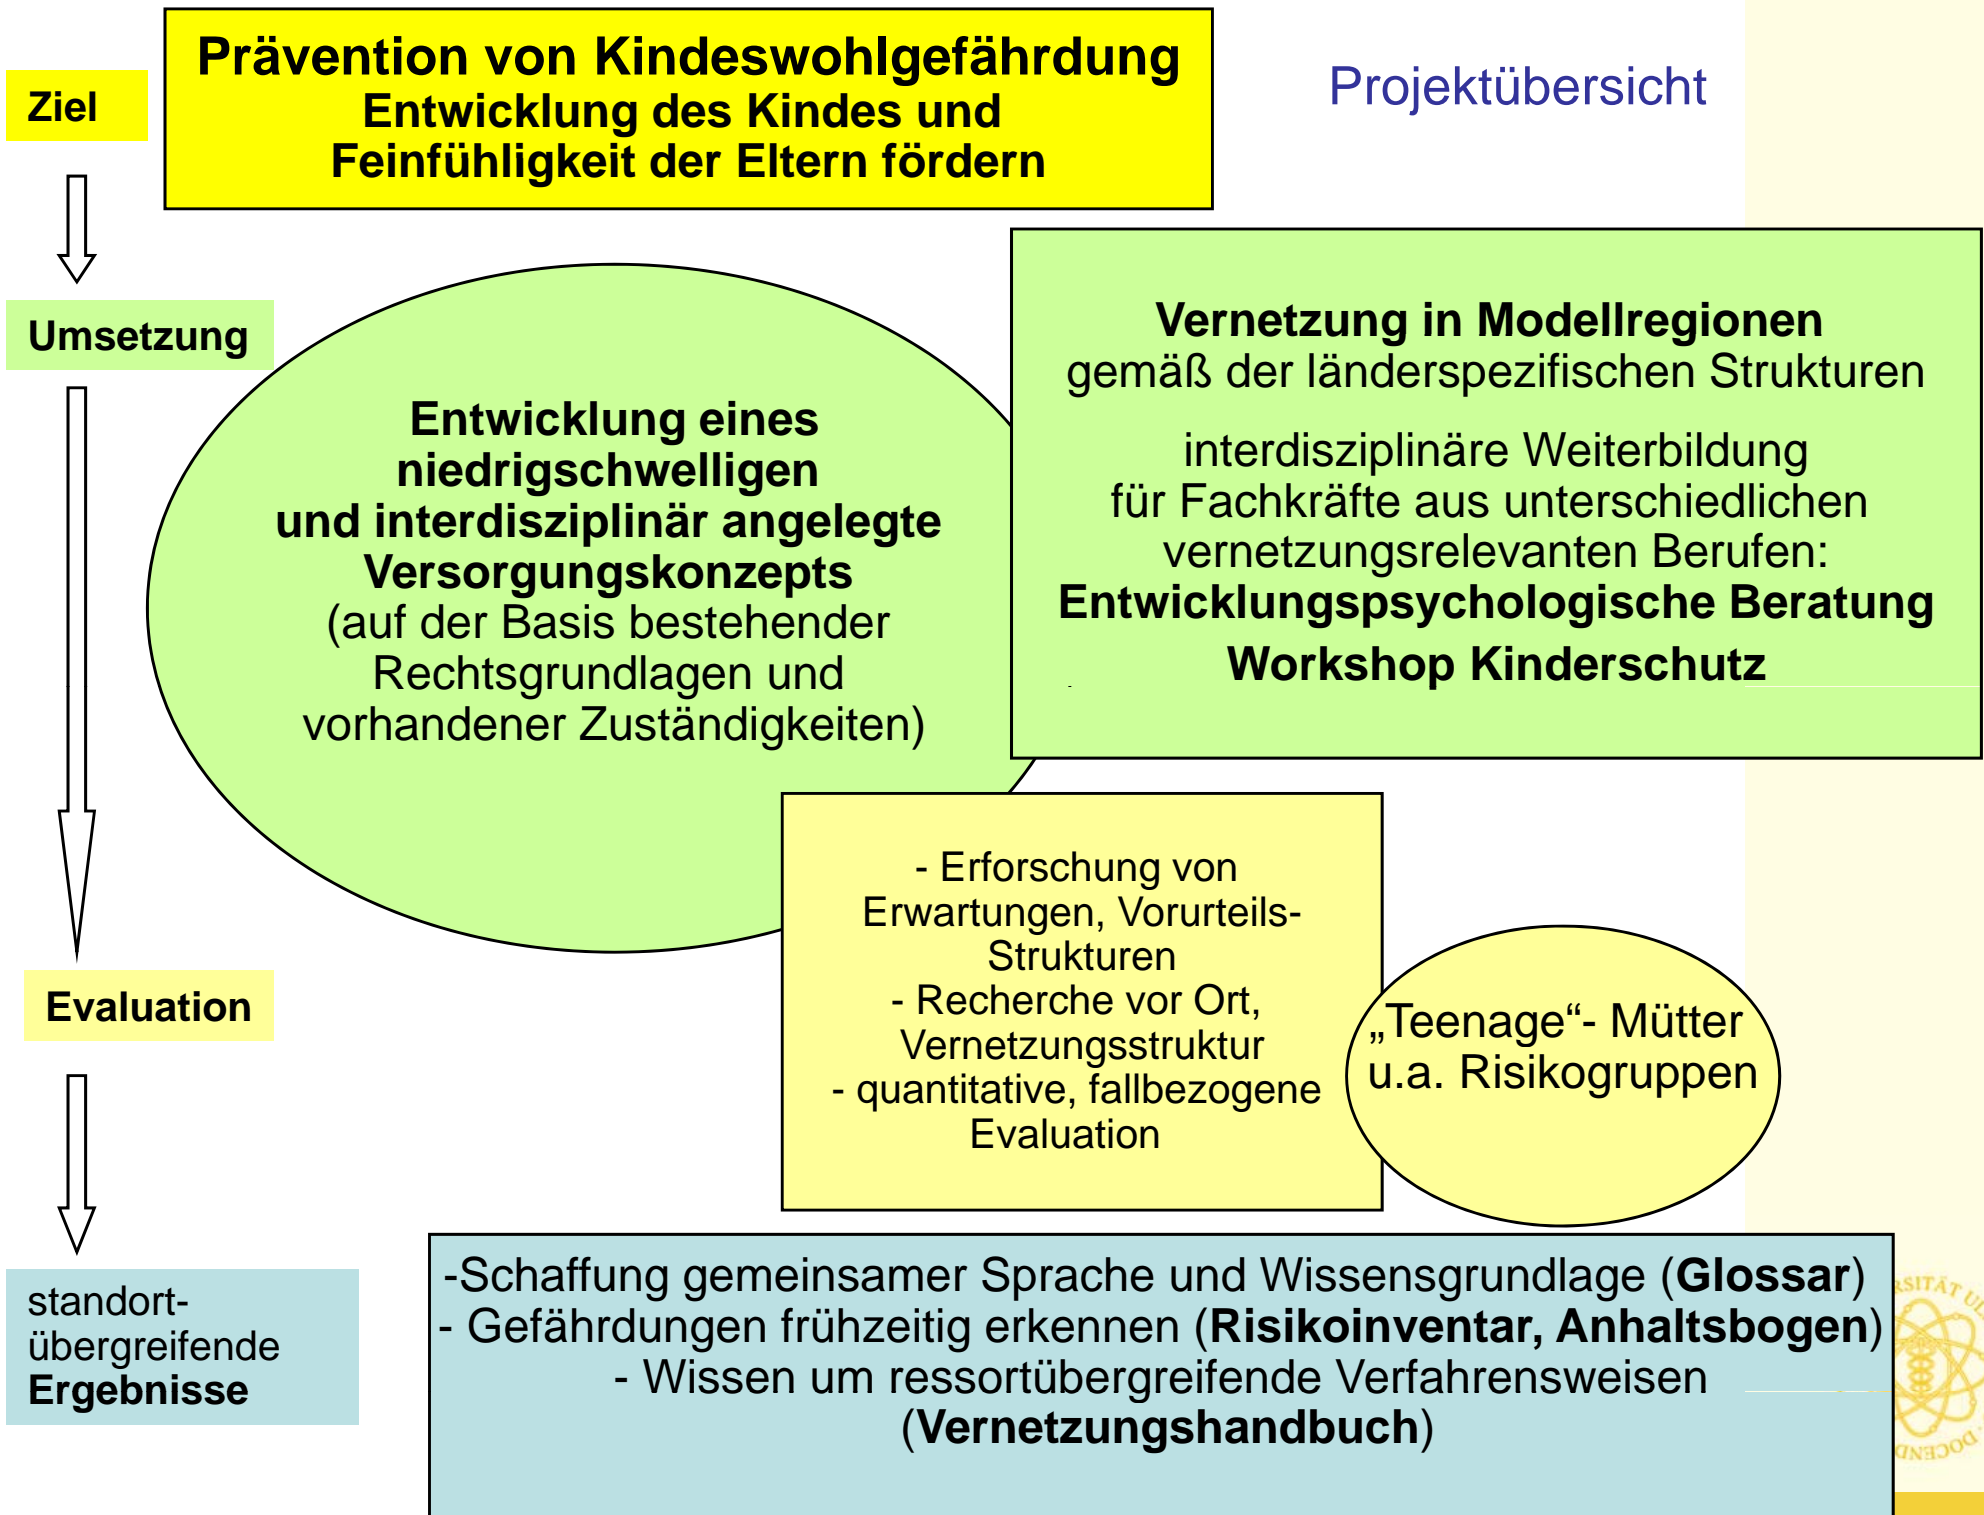 Projektübersicht
Ziel
Prävention von Kindeswohlgefährdung
Entwicklung des Kindes und
Feinfühligkeit der Eltern fördern
Umsetzung
Entwicklung eines
niedrigschwelligen
und interdisziplinär angelegte
Versorgungskonzepts
(auf der Basis bestehender
Rechtsgrundlagen und
vorhandener Zuständigkeiten)
Vernetzung in Modellregionen
gemäß der länderspezifischen Strukturen
interdisziplinäre Weiterbildung
für Fachkräfte aus unterschiedlichen
vernetzungsrelevanten Berufen:
Entwicklungspsychologische Beratung
Workshop Kinderschutz
Evaluation
- Erforschung von
Erwartungen, Vorurteils-
Strukturen
- Recherche vor Ort,
Vernetzungsstruktur
- quantitative, fallbezogene
Evaluation
„Teenage“- Mütter
u.a. Risikogruppen
standort-
übergreifende
Ergebnisse
-Schaffung gemeinsamer Sprache und Wissensgrundlage (Glossar)
- Gefährdungen frühzeitig erkennen (Risikoinventar, Anhaltsbogen)
- Wissen um ressortübergreifende Verfahrensweisen
(Vernetzungshandbuch)